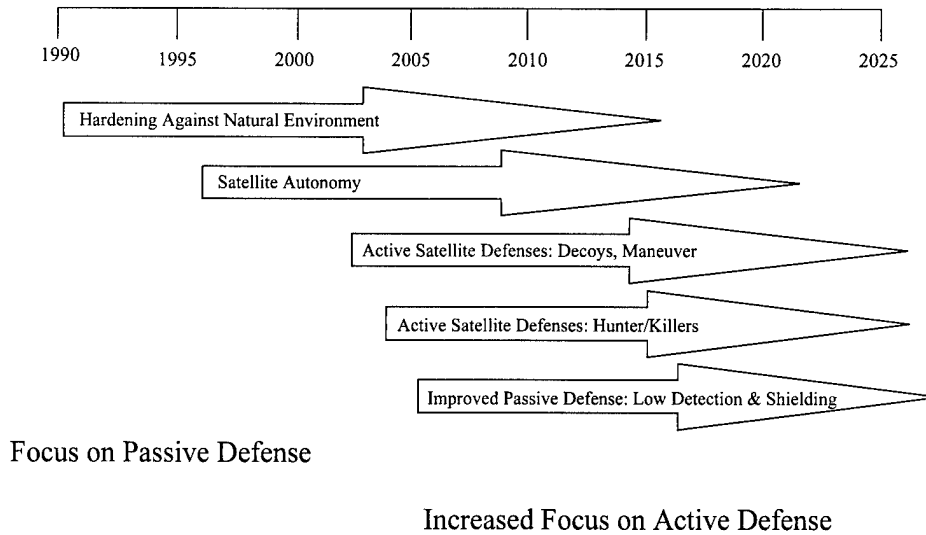 1990 1995 2000 2005 2010 2015 2020 2025
Hardening Against Natural Environment
Satellite Autonomy
Active Satellite Defenses: Decoys, Maneuver
Active Satellite Defenses: Hunter/Killers
Improved Passive Defense: Low Detection & Shielding
Focus on Passive Defense
Increased Focus on Active Defense